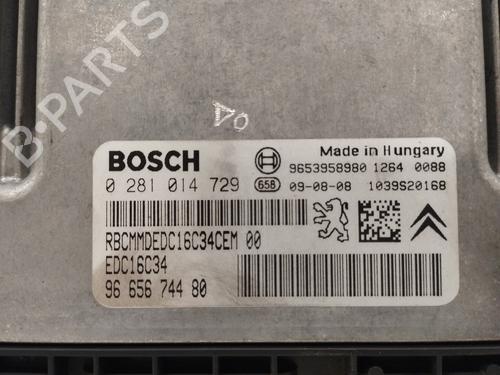 BOSCH
Made in Hungary
9653958980 1264 0088
0 281 014 729
658
09-08-08 1039S20168
RBCMMDEDC16C34CEM 00
EDC16C34
96 656 744 80
B-PARTS